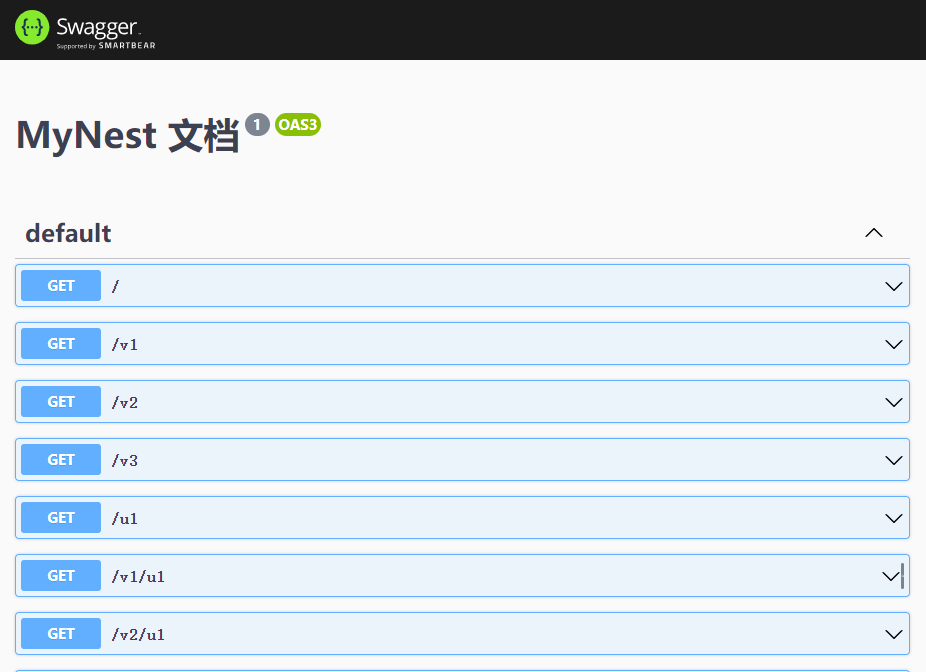 Swagger
Supported by SMARTBEAR
MyNest 文档 1 OAS3
default
GET /
GET /v1
GET /v2
GET /v3
GET /u1
GET /v1/u1
GET /v2/u1